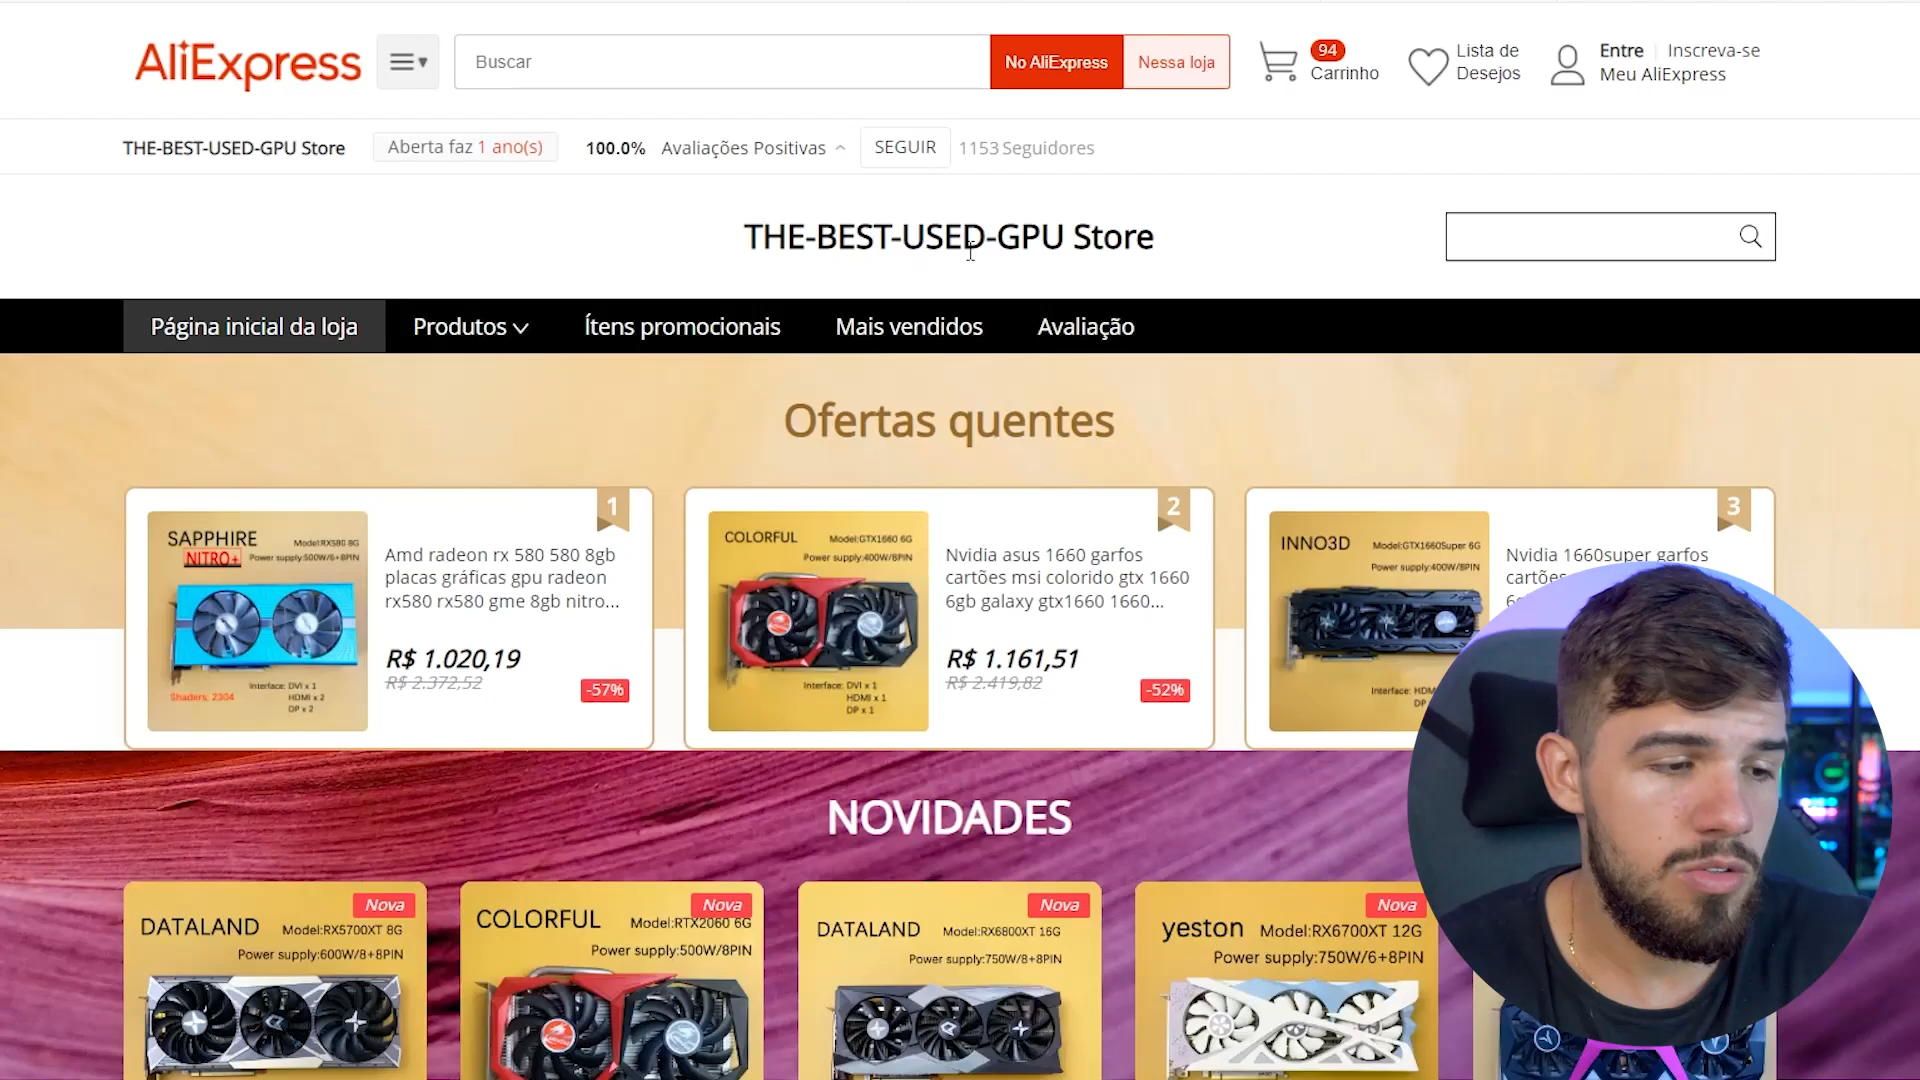 AliExpress
Buscar
No AliExpress
Nessa loja
94
Carrinho
Lista de
Desejos
Entre
Inscreva-se
Meu AliExpress
THE-BEST-USED-GPU Store
Aberta faz 1 ano(s)
100.0% Avaliações Positivas
SEGUIR
1153 Seguidores
THE-BEST-USED-GPU Store
Página inicial da loja
Produtos
Ítens promocionais
Mais vendidos
Avaliação
Ofertas quentes
1
SAPPHIRE
Model:RX580 8G
NITRO+
Power supply:500W/6+8PIN
Shaders: 2304
Interface: DVI x 1
HDMI x 2
DP x 2
Amd radeon rx 580 580 8gb
placas gráficas gpu radeon
rx580 rx580 gme 8gb nitro...
R$ 1.020,19
R$ 2.372,52
-57%
2
COLORFUL
Model:GTX1660 6G
Power supply:400W/8PIN
Interface: DVI x 1
HDMI x 1
DP x 1
Nvidia asus 1660 garfos
cartões msi colorido gtx 1660
6gb galaxy gtx1660 1660...
R$ 1.161,51
R$ 2.419,82
-52%
3
INNO3D
Model:GTX1660Super 6G
Power supply:400W/8PIN
Interface: HDM
DP
Nvidia 1660super garfos
cartões
NOVIDADES
Nova
DATALAND
Model:RX5700XT 8G
Power supply:600W/8+8PIN
Nova
COLORFUL
Model:RTX2060 6G
Power supply:500W/8PIN
Nova
DATALAND
Model:RX6800XT 16G
Power supply:750W/8+8PIN
Nova
yeston
Model:RX6700XT 12G
Power supply:750W/6+8PIN